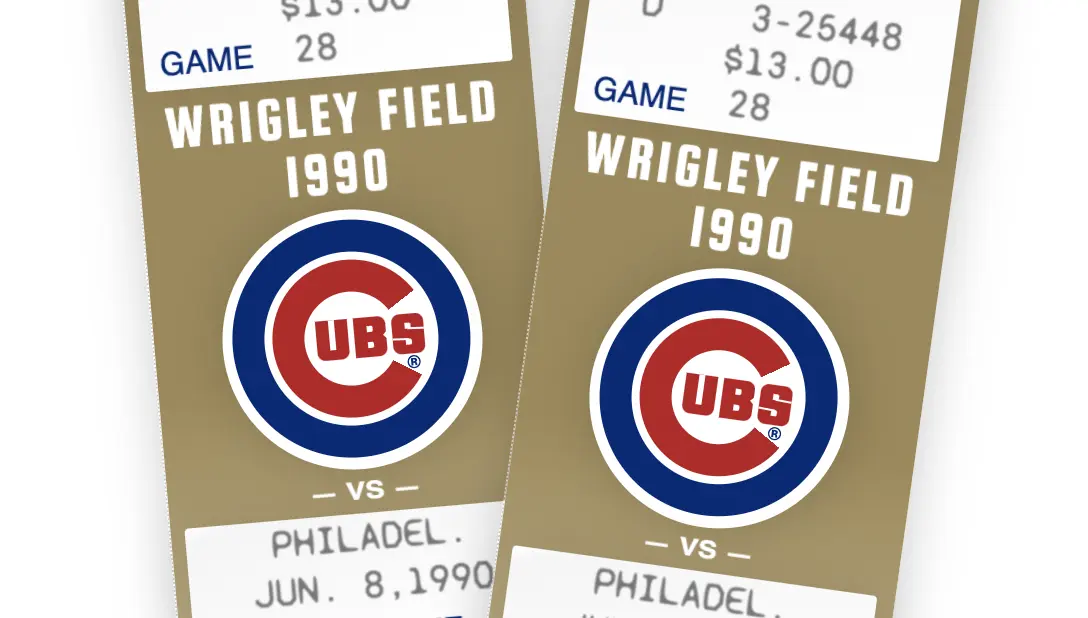 $13.00
GAME 28
WRIGLEY FIELD
1990
CUBS
®
— VS —
PHILADEL.
JUN. 8,1990
3-25448
$13.00
GAME 28
WRIGLEY FIELD
1990
CUBS
®
— VS —
PHILADEL.